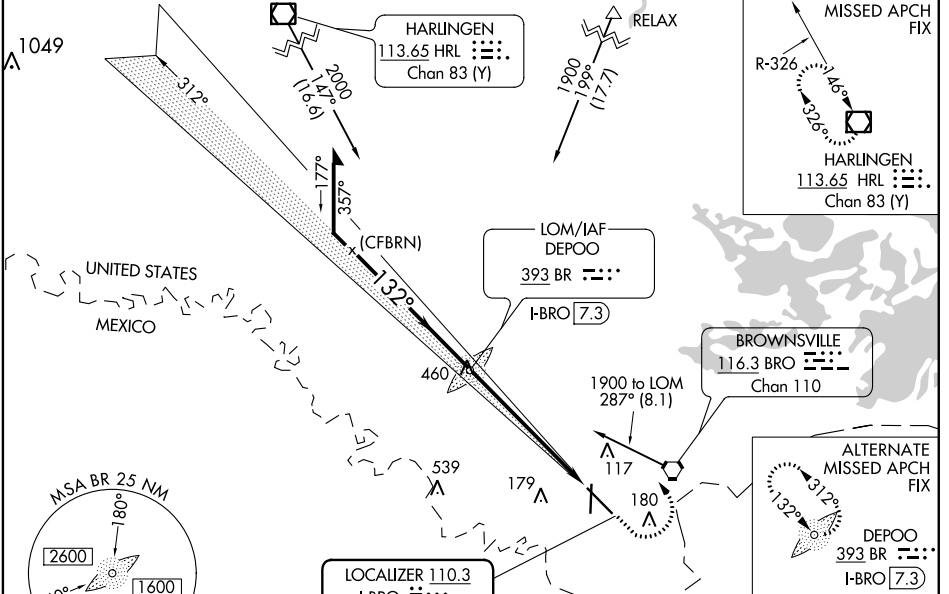 1049
HARLINGEN
113.65 HRL
Chan 83 (Y)
RELAX
MISSED APCH
FIX
R-326
146°
326°
HARLINGEN
113.65 HRL
Chan 83 (Y)
2000
147°
(16.6)
1900
199°
(17.7)
312°
177°
357°
(CFBRN)
132°
LOM/IAF
DEPOO
393 BR
I-BRO 7.3
UNITED STATES
MEXICO
460
BROWNSVILLE
116.3 BRO
Chan 110
1900 to LOM
287° (8.1)
117
539
179
180
ALTERNATE
MISSED APCH
FIX
312°
132°
DEPOO
393 BR
I-BRO 7.3
MSA BR 25 NM
180°
2600
1600
LOCALIZER 110.3
I-BRO